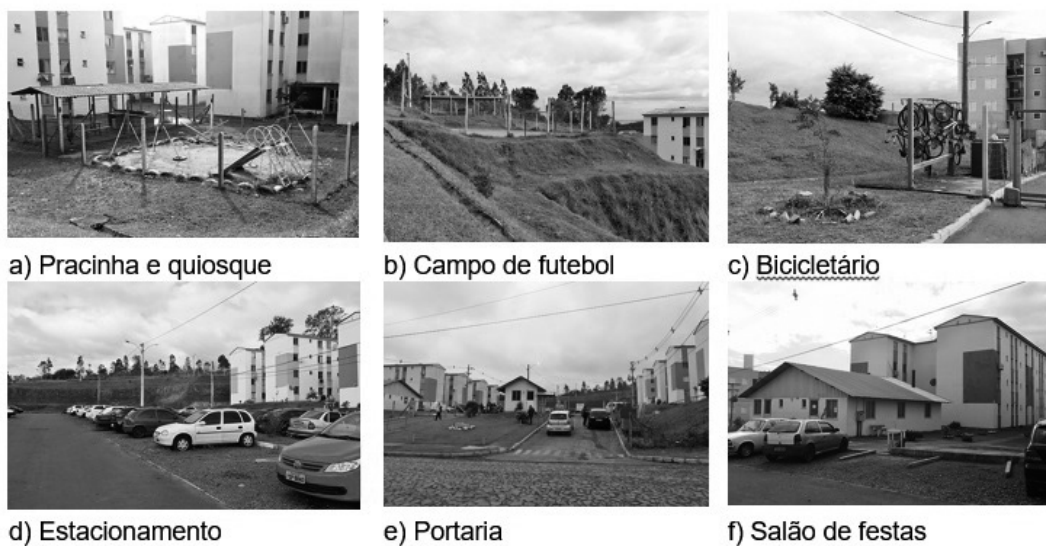 a) Pracinha e quiosque
b) Campo de futebol
c) Bicicletário
d) Estacionamento
e) Portaria
f) Salão de festas